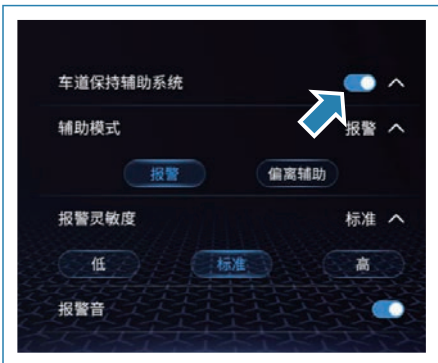 车道保持辅助系统
辅助模式 报警
报警 偏离辅助
报警灵敏度 标准
低 标准 高
报警音